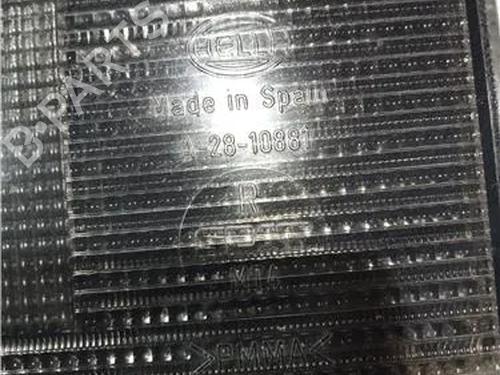 B-PARTS
HELLA
Made in Spain
28-10881
R
>PMMA<